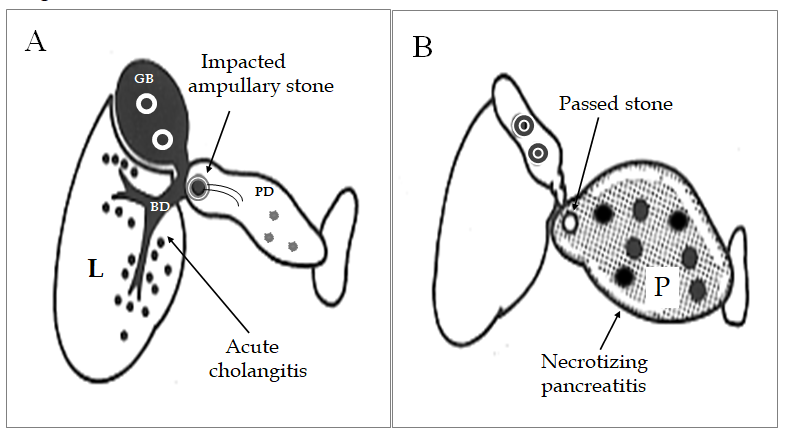 A
Impacted
ampullary stone
GB
PD
BD
L
Acute
cholangitis
B
Passed stone
P
Necrotizing
pancreatitis